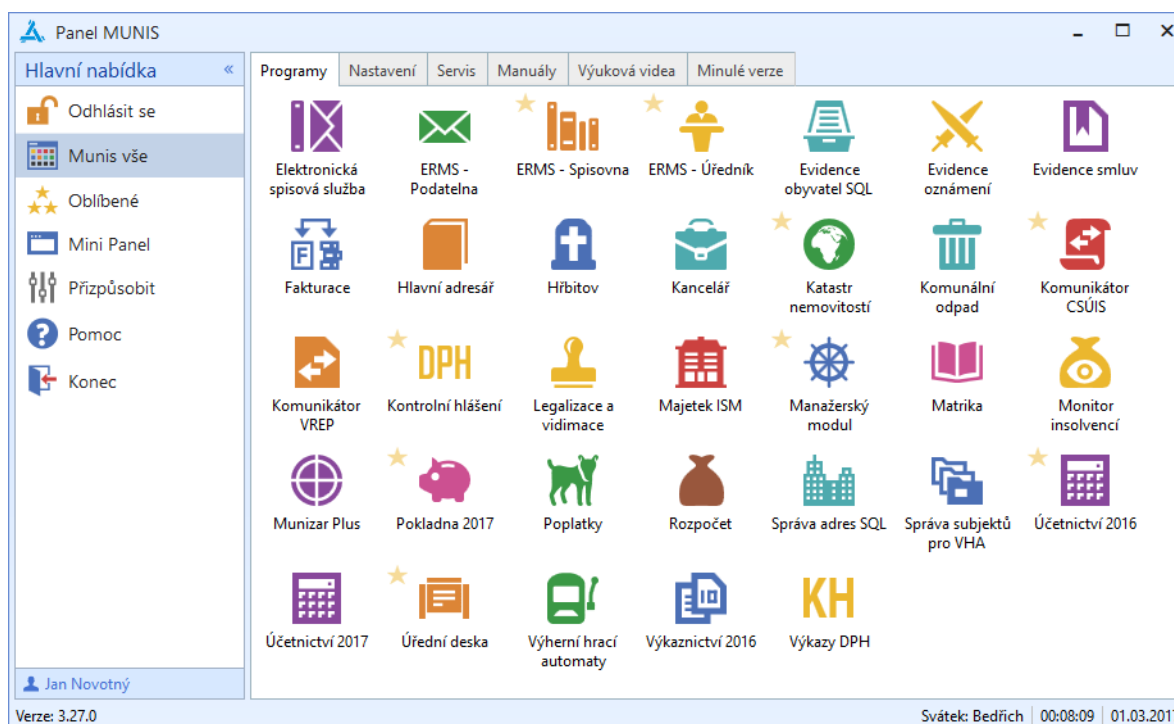 Panel MUNIS
Hlavní nabídka «
Odhlásit se
Munis vše
Oblíbené
Mini Panel
Přizpůsobit
Pomoc
Konec
Jan Novotný
Programy Nastavení Servis Manuály Výuková videa Minulé verze
Elektronická
spisová služba
ERMS -
Podatelna
ERMS - Spisovna
ERMS - Úředník
Evidence
obyvatel SQL
Evidence
oznámení
Evidence smluv
F
Fakturace
Hlavní adresář
Hřbitov
Kancelář
Katastr
nemovitostí
Komunální
odpad
Komunikátor
CSÚIS
Komunikátor
VREP
DPH
Kontrolní hlášení
Legalizace a
vidimace
Majetek ISM
Manažerský
modul
Matrika
Monitor
insolvencí
Munizar Plus
Pokladna 2017
Poplatky
Rozpočet
Správa adres SQL
Správa subjektů
pro VHA
Účetnictví 2016
Účetnictví 2017
Úřední deska
Výherní hrací
automaty
Výkaznictví 2016
KH
Výkazy DPH
Verze: 3.27.0
Svátek: Bedřich 00:08:09 01.03.2017